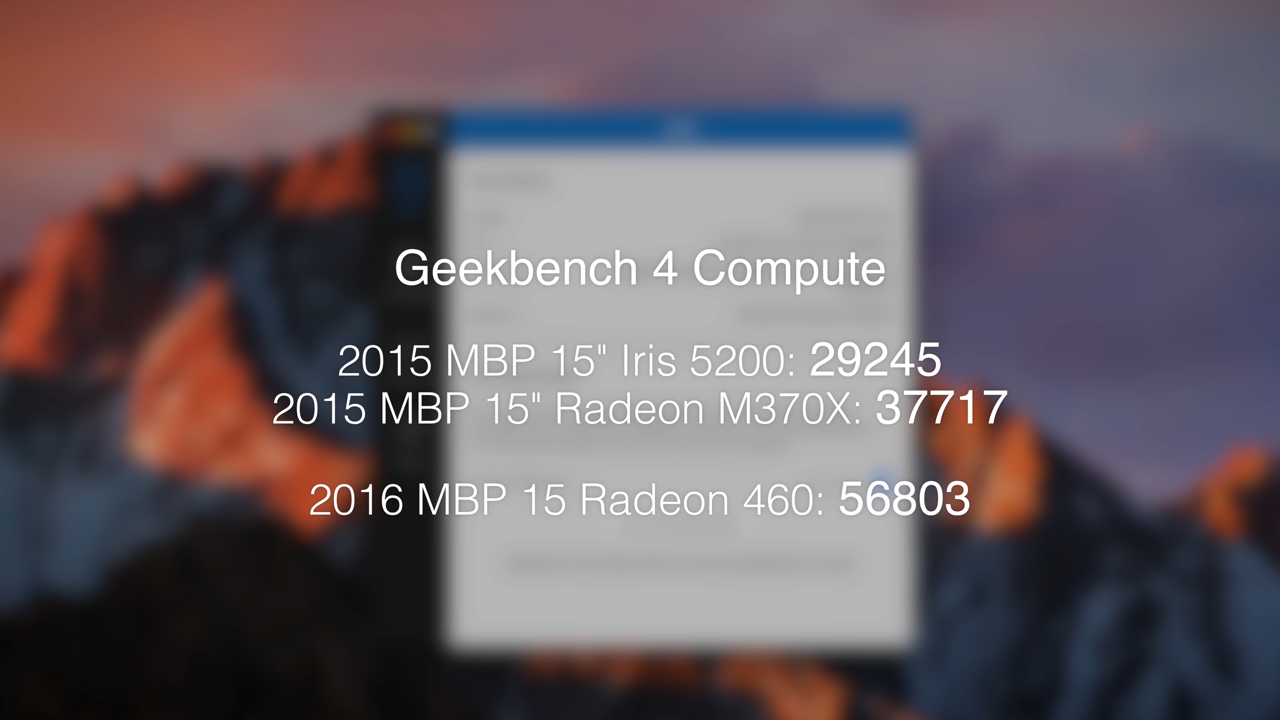 Geekbench 4 Compute
2015 MBP 15" Iris 5200: 29245
2015 MBP 15" Radeon M370X: 37717
2016 MBP 15 Radeon 460: 56803